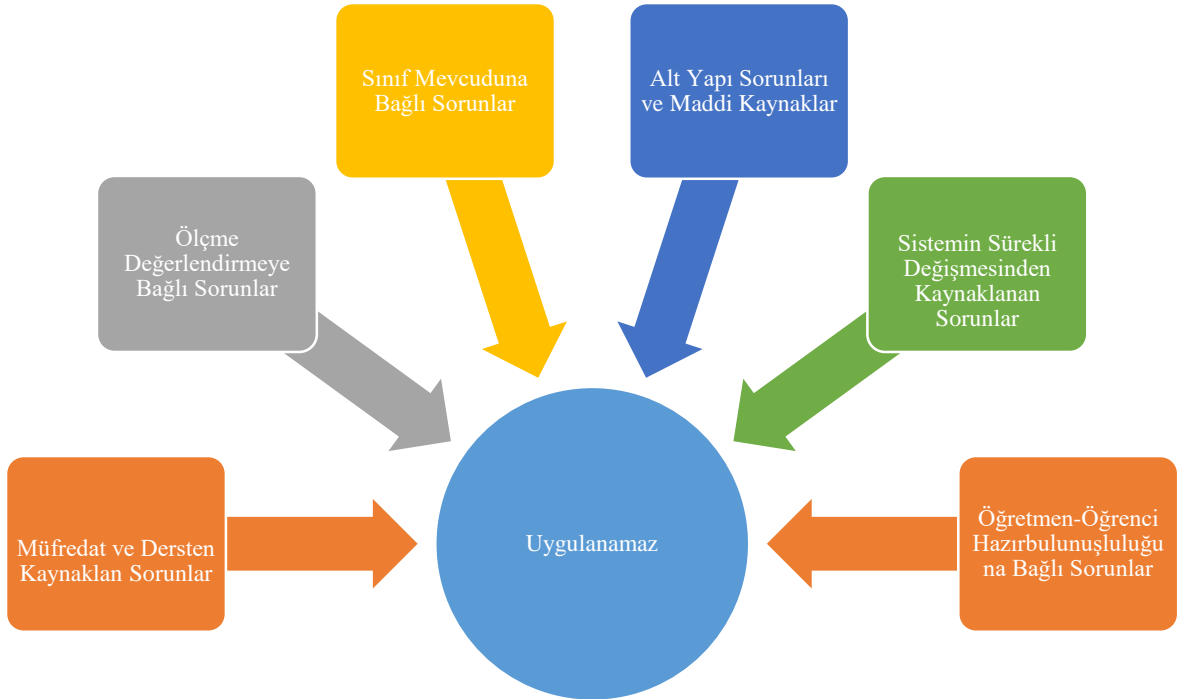 Sınıf Mevcuduna
Bağlı Sorunlar
Alt Yapı Sorunları
ve Maddi Kaynaklar
Ölçme
Değerlendirmeye
Bağlı Sorunlar
Sistemin Sürekli
Değişmesinden
Kaynaklanan
Sorunlar
Müfredat ve Dersten
Kaynaklan Sorunlar
Uygulanamaz
Öğretmen-Öğrenci
Hazırbulunuşluluğu
na Bağlı Sorunlar